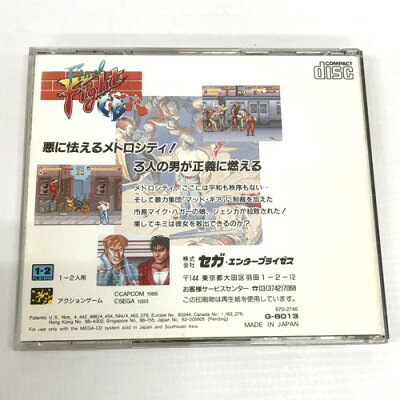 Final
Fight
CD
COMPACT
disc
悪に怯えるメトロシティ!
3人の男が正義に燃える
メトロシティ、ここには平和も秩序もない…
そして暴力集団「マッド・ギア」に制裁を加えた
市長マイク・ハガーの娘、ジェシカが拉致された!
果してキミは彼女を救出できるのか?
1-2
PLAYERS
1〜2人用
アクションゲーム
©CAPCOM 1989
©SEGA 1993
株式会社 セガ・エンタープライゼス
〒144 東京都大田区羽田1-2-12
お客様サービスセンター ☎03(3742)7068
この印刷物は再生紙を使用しています。
670-2745
G-6013
MADE IN JAPAN
Patents: U.S. Nos. 4,442,486/4,454,594/4,462,076; Europe No. 80244; Canada No. 1,183,276;
Hong Kong No. 88-4302; Singapore No. 88-155; Japan No. 82-205605 (Pending)
For use only with the MEGA-CD system sold in Japan and Southeast Asia.